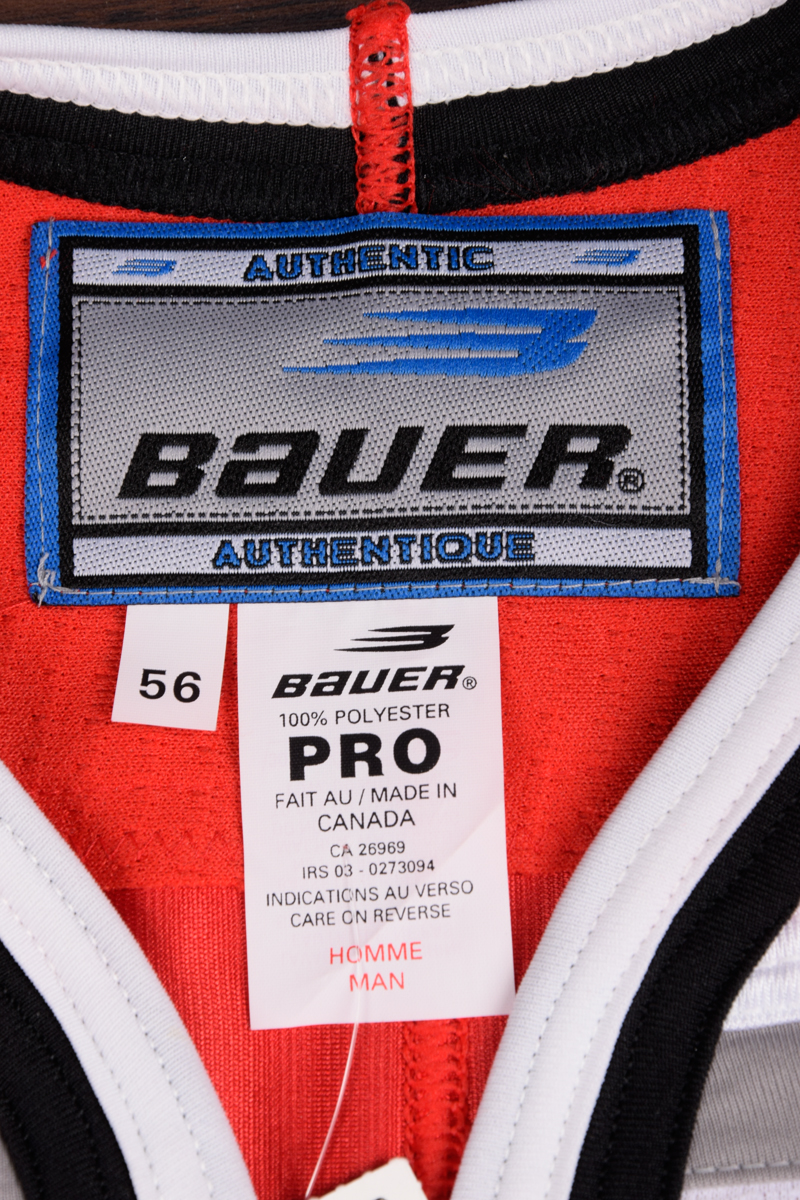 AUTHENTIC
BAUER®
AUTHENTIQUE
56
BAUER®
100% POLYESTER
PRO
FAIT AU / MADE IN
CANADA
CA 26969
IRS 03 - 0273094
INDICATIONS AU VERSO
CARE ON REVERSE
HOMME
MAN